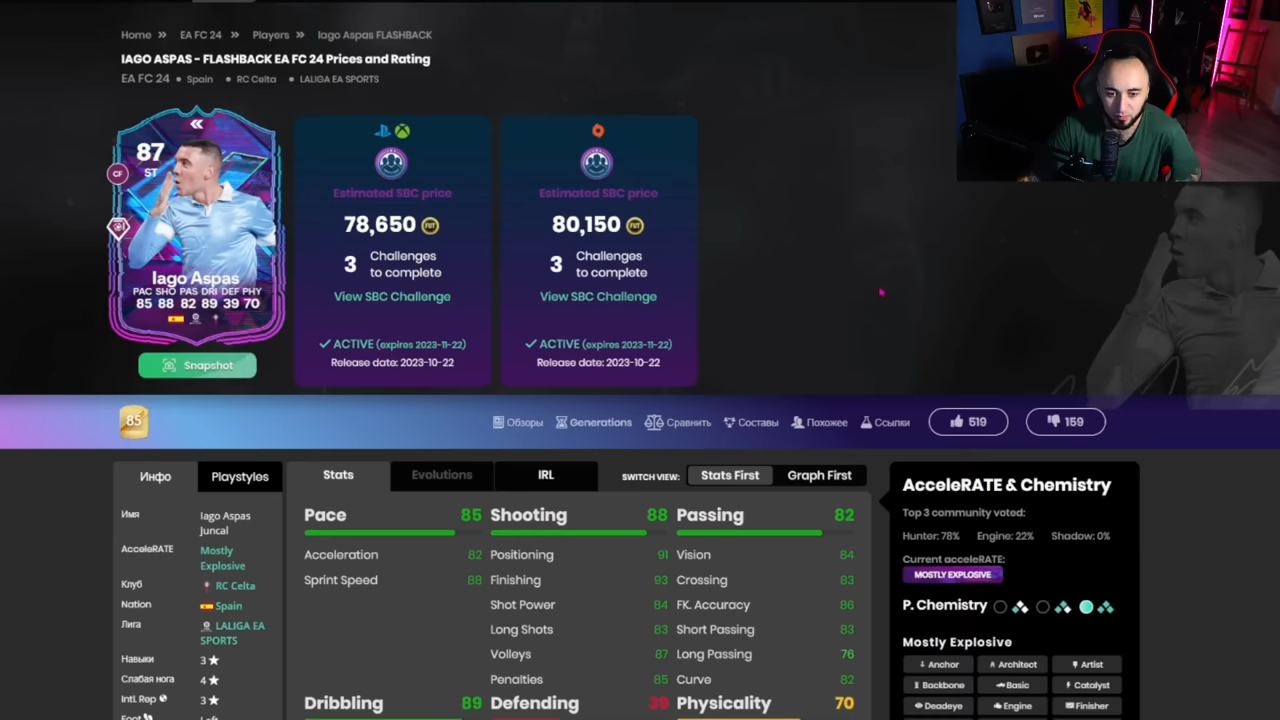 Home >> EA FC 24 >> Players >> Iago Aspas FLASHBACK
IAGO ASPAS - FLASHBACK EA FC 24 Prices and Rating
EA FC 24 • Spain • RC Celta • LALIGA EA SPORTS
87
ST
CF
Iago Aspas
PAC SHO PAS DRI DEF PHY
85 88 82 89 39 70
Snapshot
Estimated SBC price
78,650 FUT
3 Challenges to complete
View SBC Challenge
ACTIVE (expires 2023-11-22)
Release date: 2023-10-22
Estimated SBC price
80,150 FUT
3 Challenges to complete
View SBC Challenge
ACTIVE (expires 2023-11-22)
Release date: 2023-10-22
85
Обзоры Generations Сравнить Составы Похожее Ссылки 519 159
Инфо Playstyles
Имя Iago Aspas Juncal
AcceleRATE Mostly Explosive
Клуб RC Celta
Nation Spain
Лига LALIGA EA SPORTS
Навыки 3 ★
Слабая нога 4 ★
Intl. Rep 3 ★
Foot Left
Stats Evolutions IRL SWITCH VIEW: Stats First Graph First
Pace 85
Acceleration 82
Sprint Speed 88
Shooting 88
Positioning 91
Finishing 93
Shot Power 84
Long Shots 83
Volleys 87
Penalties 85
Passing 82
Vision 84
Crossing 83
FK. Accuracy 86
Short Passing 83
Long Passing 76
Curve 82
Dribbling 89 Defending 39 Physicality 70
AcceleRATE & Chemistry
Top 3 community voted:
Hunter: 78% Engine: 22% Shadow: 0%
Current acceleRATE:
MOSTLY EXPLOSIVE
P. Chemistry
Mostly Explosive
Anchor Architect Artist
Backbone Basic Catalyst
Deadeye Engine Finisher